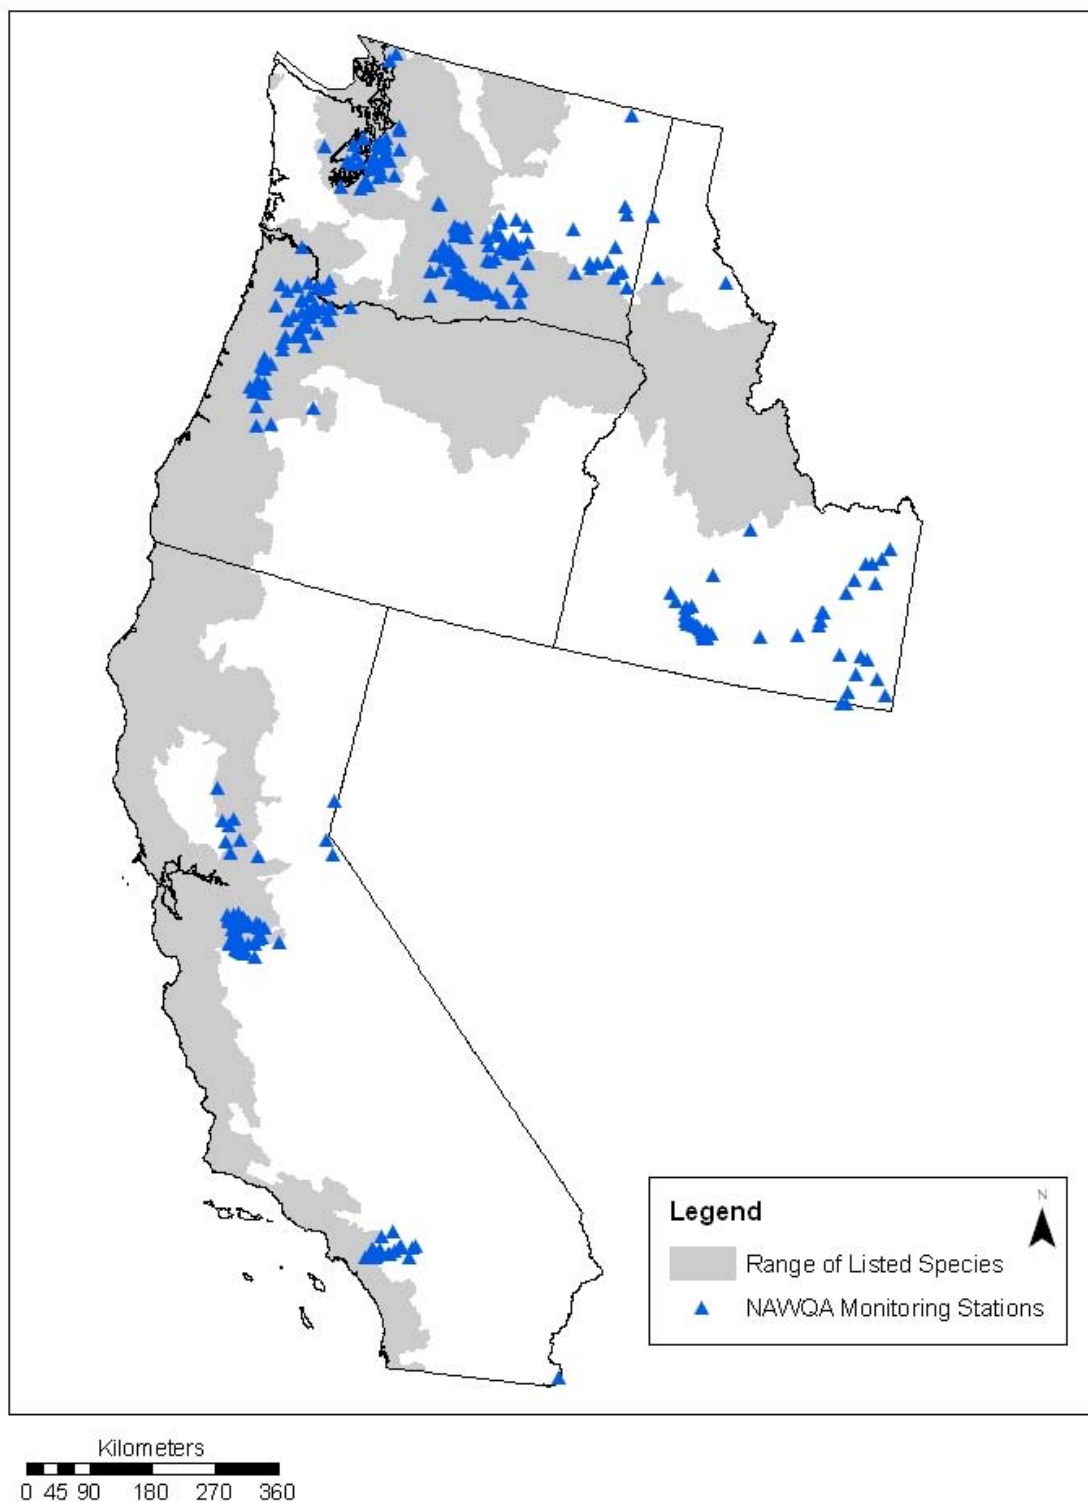 Legend
N
Range of Listed Species
NAWQA Monitoring Stations
Kilometers
0 45 90 180 270 360